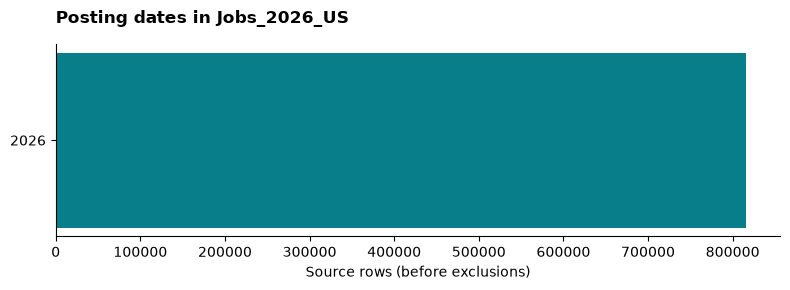 Posting dates in Jobs_2026_US
2026
0 100000 200000 300000 400000 500000 600000 700000 800000
Source rows (before exclusions)